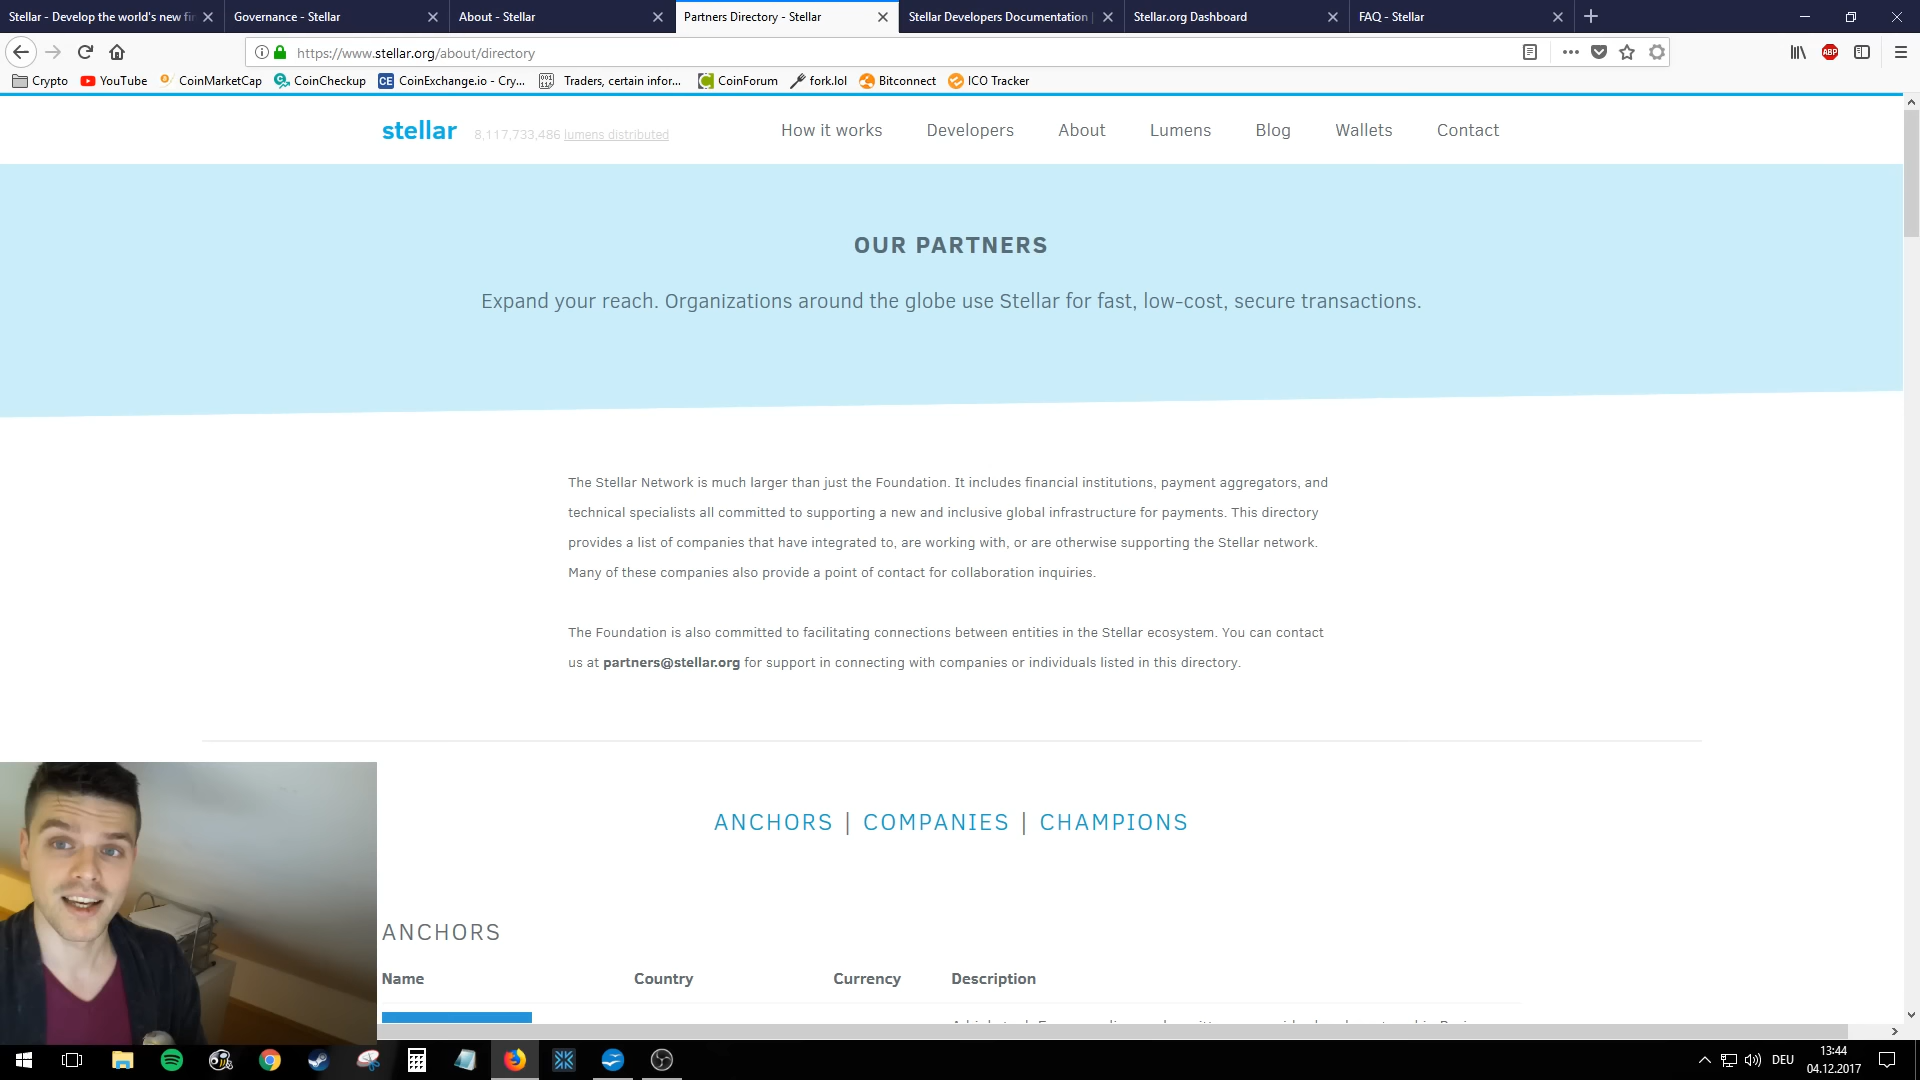 Stellar - Develop the world's new fi
Governance - Stellar
About - Stellar
Partners Directory - Stellar
Stellar Developers Documentation
Stellar.org Dashboard
FAQ - Stellar
https://www.stellar.org/about/directory
ABP
Crypto
YouTube
CoinMarketCap
CoinCheckup
CE CoinExchange.io - Cry...
Traders, certain infor...
CoinForum
fork.lol
Bitconnect
ICO Tracker
stellar 8,117,733,486 lumens distributed
How it works
Developers
About
Lumens
Blog
Wallets
Contact
OUR PARTNERS
Expand your reach. Organizations around the globe use Stellar for fast, low-cost, secure transactions.
The Stellar Network is much larger than just the Foundation. It includes financial institutions, payment aggregators, and
technical specialists all committed to supporting a new and inclusive global infrastructure for payments. This directory
provides a list of companies that have integrated to, are working with, or are otherwise supporting the Stellar network.
Many of these companies also provide a point of contact for collaboration inquiries.
The Foundation is also committed to facilitating connections between entities in the Stellar ecosystem. You can contact
us at partners@stellar.org for support in connecting with companies or individuals listed in this directory.
ANCHORS | COMPANIES | CHAMPIONS
ANCHORS
Name Country Currency Description
DEU
13:44
04.12.2017